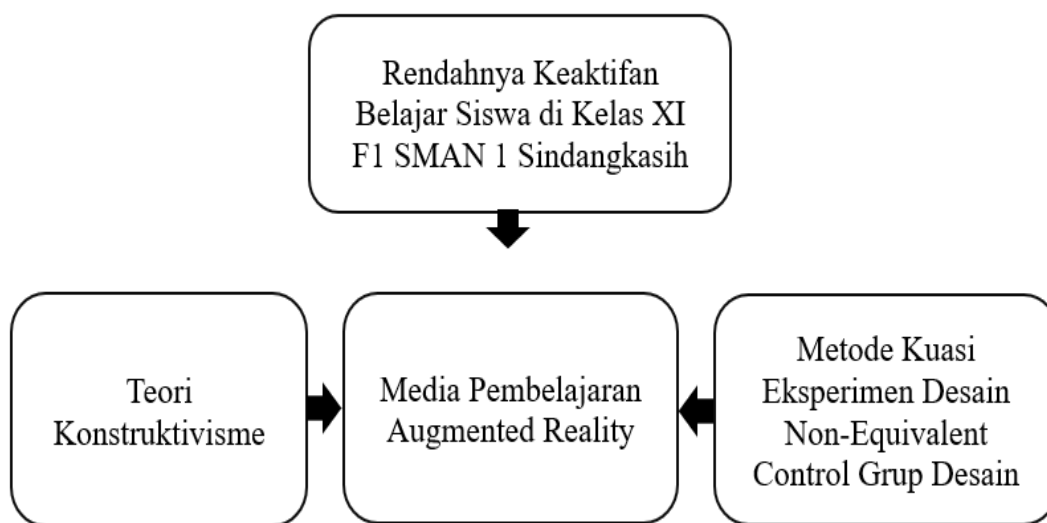 Rendahnya Keaktifan
Belajar Siswa di Kelas XI
F1 SMAN 1 Sindangkasih
Teori
Konstruktivisme
Media Pembelajaran
Augmented Reality
Metode Kuasi
Eksperimen Desain
Non-Equivalent
Control Grup Desain